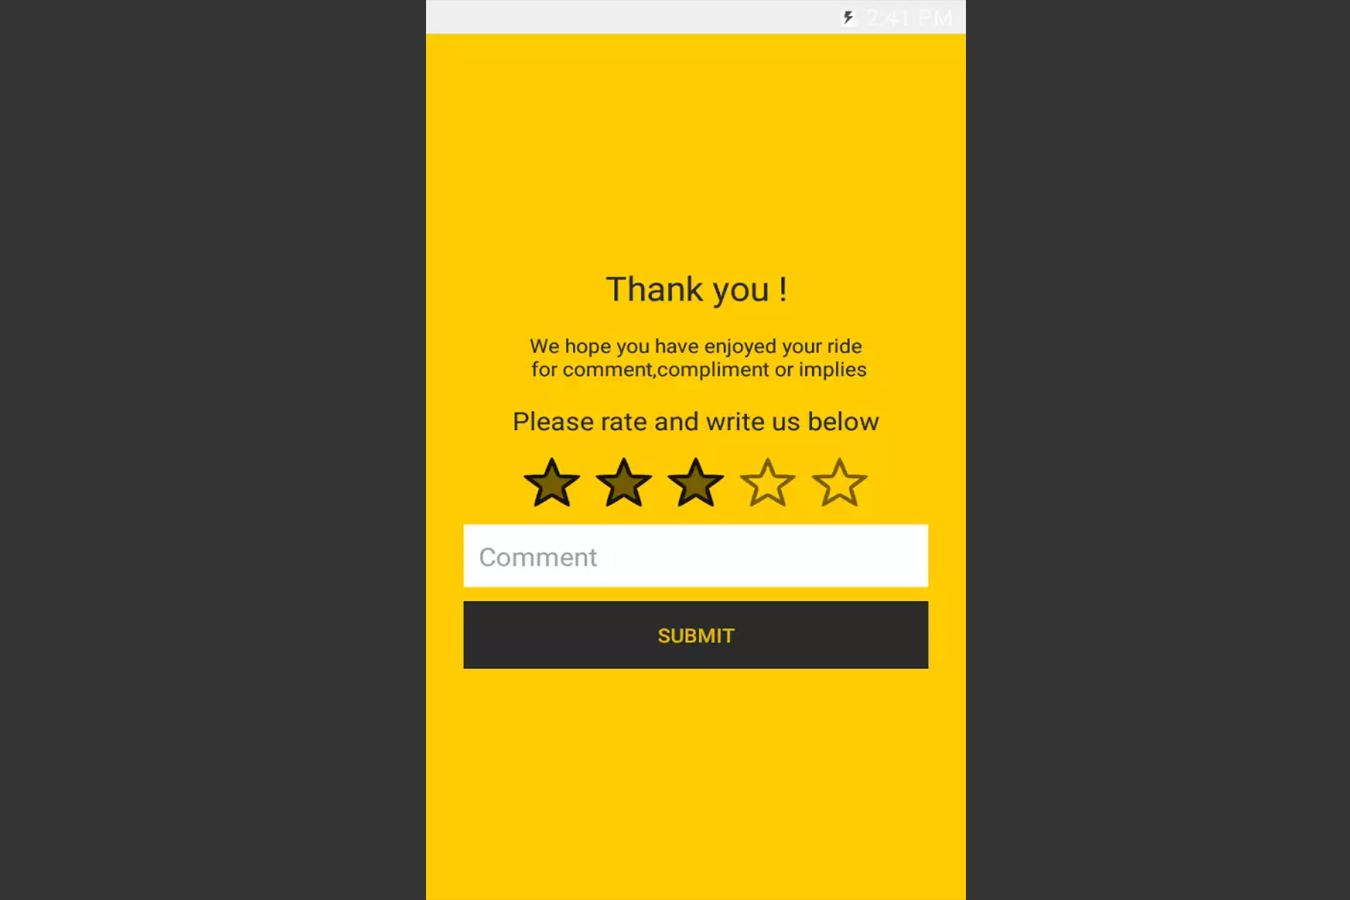 2:41 PM
Thank you !
We hope you have enjoyed your ride
for comment,compliment or implies
Please rate and write us below
Comment
SUBMIT